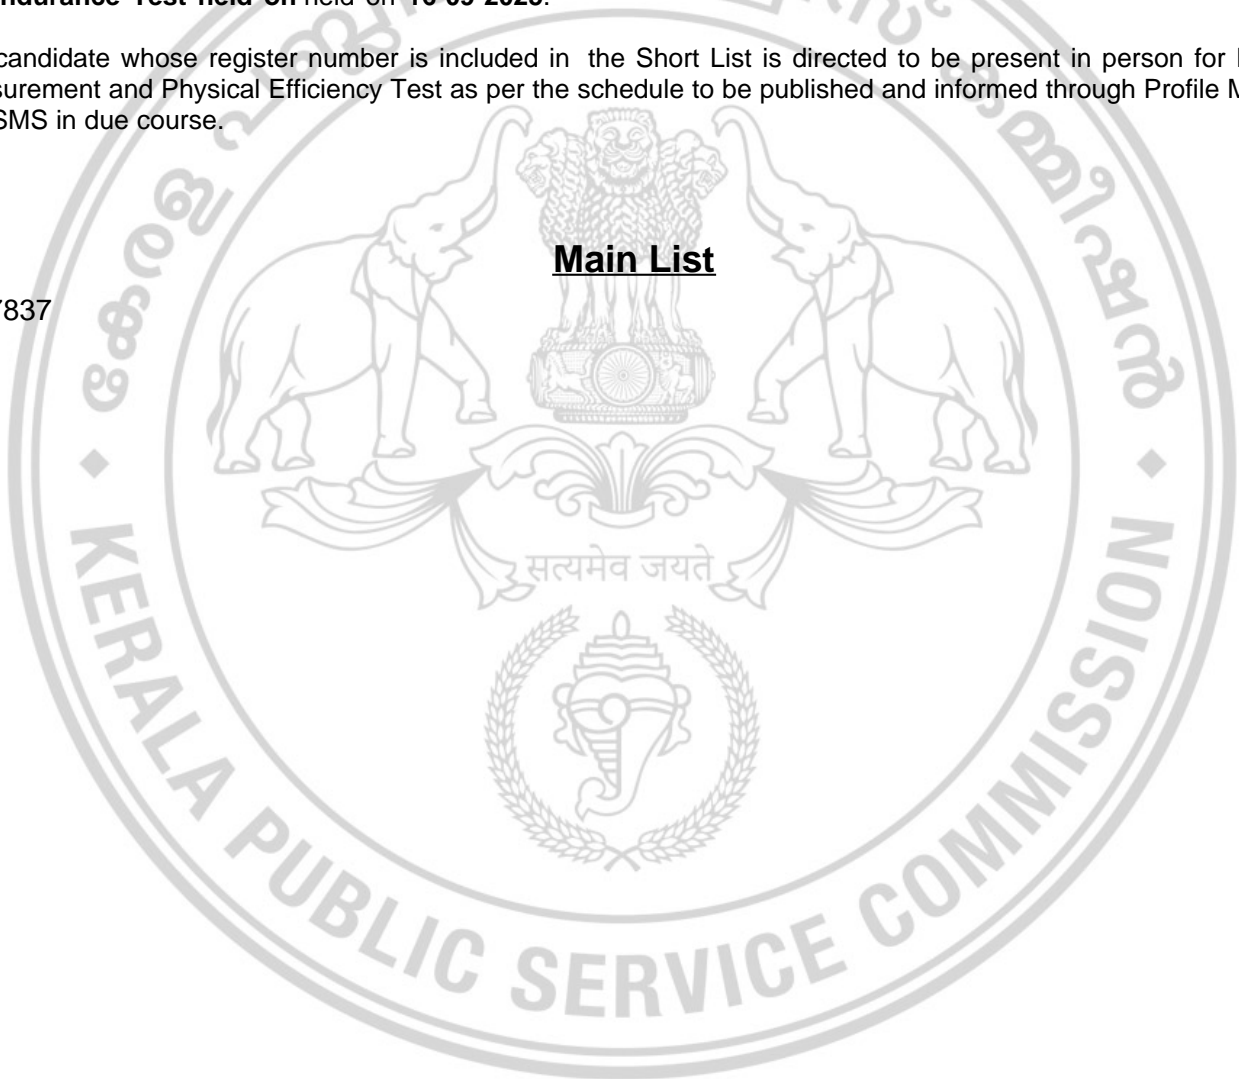 ndurance Test held on held on 16-09-2025.
candidate whose register number is included in the Short List is directed to be present in person for
surement and Physical Efficiency Test as per the schedule to be published and informed through Profile M
SMS in due course.
Main List
7837
सत्यमेव जयते
KERALA PUBLIC SERVICE COMMISSION